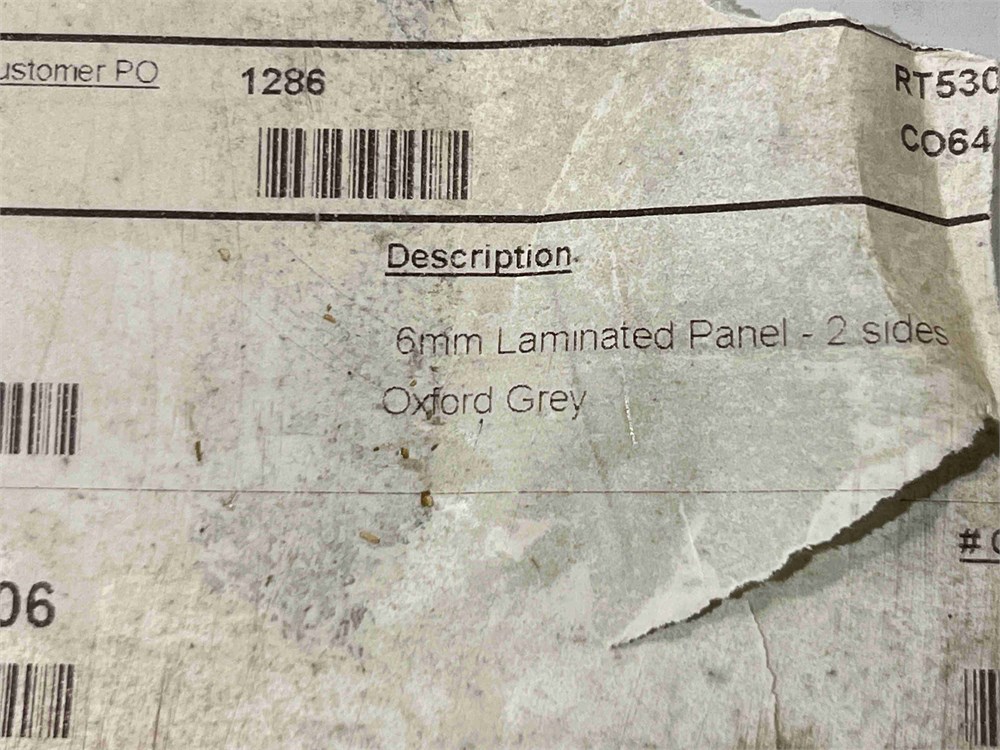 ustomer PO 1286 RT530
CO64
Description
6mm Laminated Panel - 2 sides
Oxford Grey
#
06